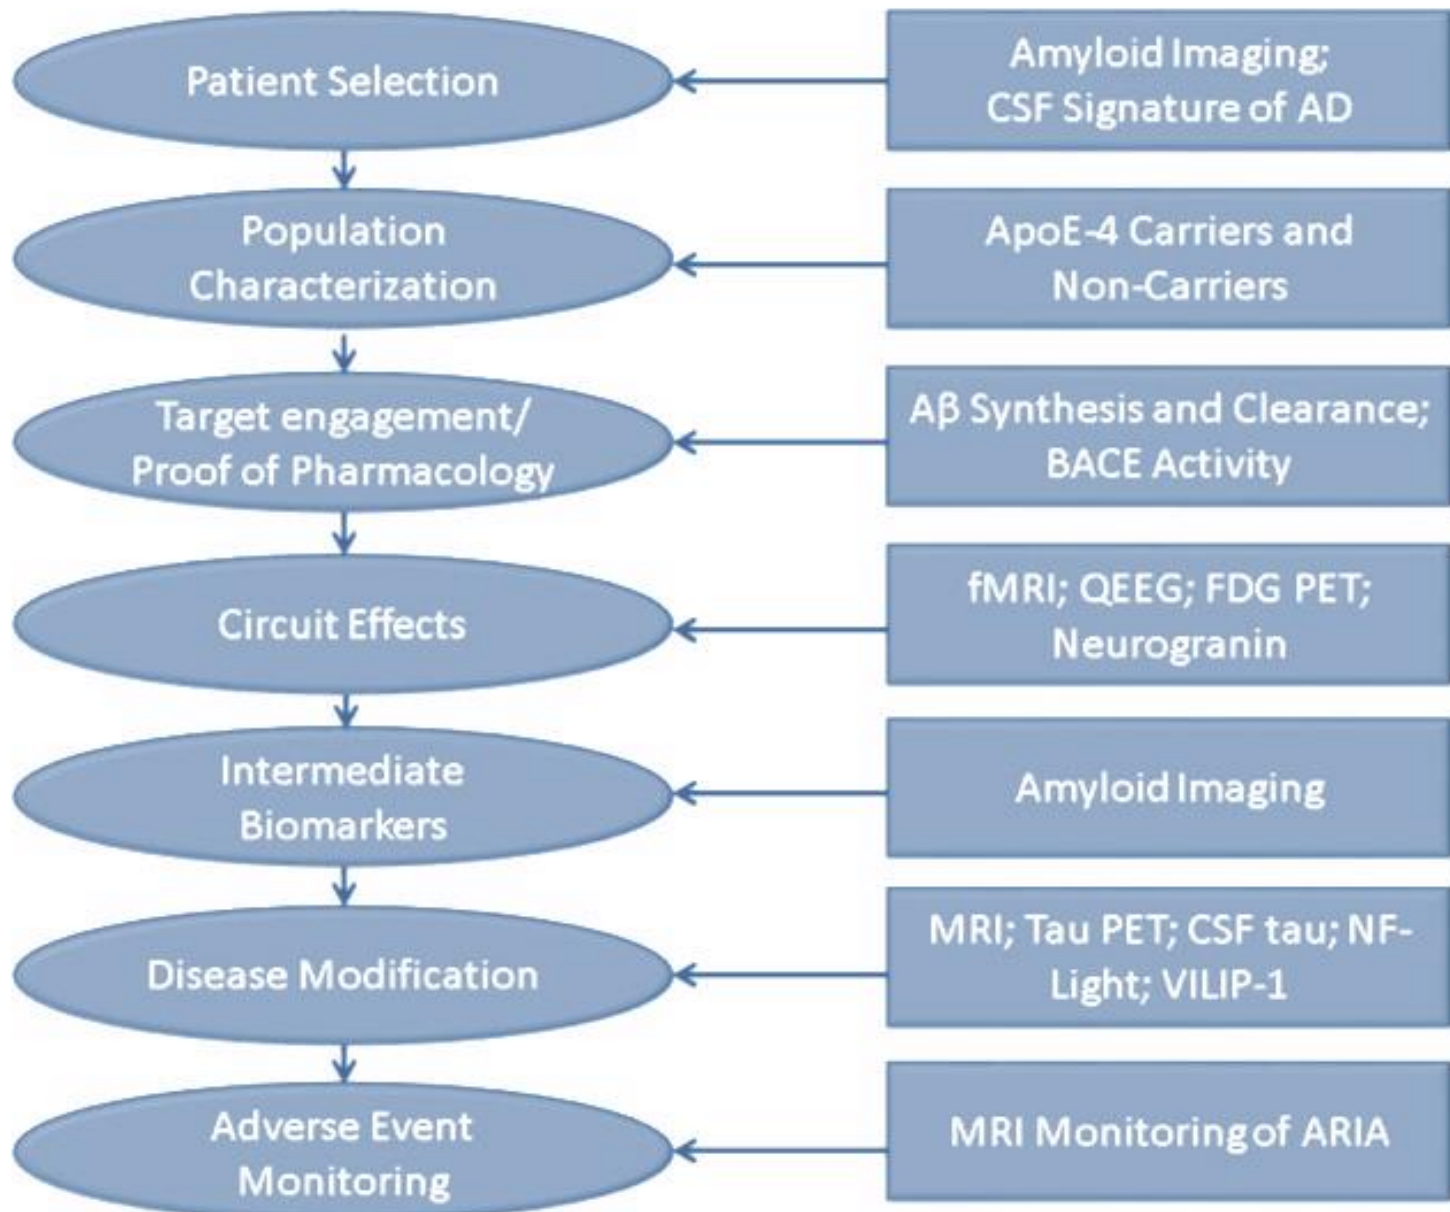 Patient Selection
Amyloid Imaging;
CSF Signature of AD
Population
Characterization
ApoE-4 Carriers and
Non-Carriers
Target engagement/
Proof of Pharmacology
Aβ Synthesis and Clearance;
BACE Activity
Circuit Effects
fMRI; QEEG; FDG PET;
Neurogranin
Intermediate
Biomarkers
Amyloid Imaging
Disease Modification
MRI; Tau PET; CSF tau; NF-
Light; VILIP-1
Adverse Event
Monitoring
MRI Monitoring of ARIA